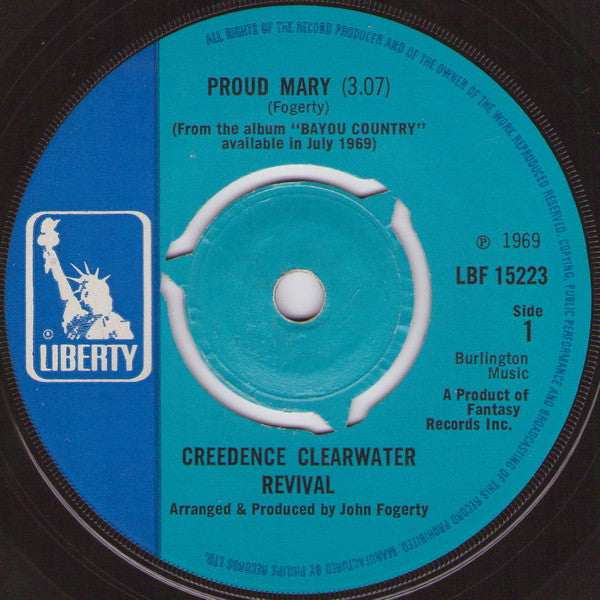 ALL RIGHTS OF THE RECORD PRODUCER AND OF THE OWNER OF THE WORK REPRODUCED RESERVED. COPYING, PUBLIC PERFORMANCE AND BROADCASTING OF THIS RECORD PROHIBITED. MANUFACTURED BY PHILIPS RECORDS LTD.
PROUD MARY (3.07)
(Fogerty)
(From the album "BAYOU COUNTRY"
available in July 1969)
℗ 1969
LBF 15223
Side
1
Burlington
Music
A Product of
Fantasy
Records Inc.
®
LIBERTY
CREEDENCE CLEARWATER
REVIVAL
Arranged & Produced by John Fogerty